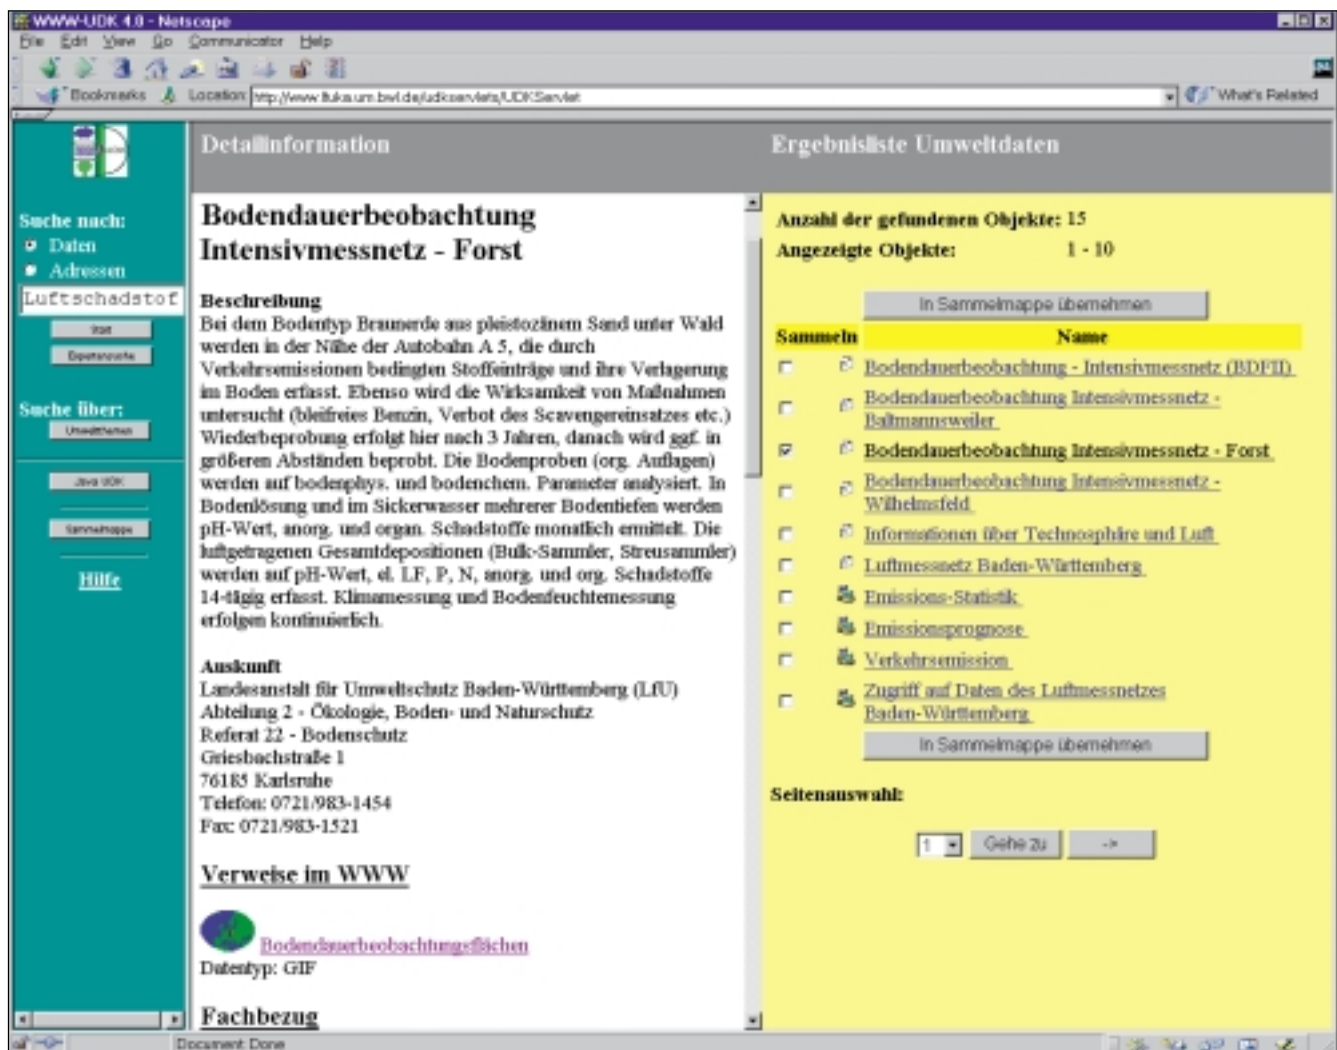 WWW-UDK 4.0 - Netscape
File Edit View Go Communicator Help
Bookmarks Location: What's Related
Detailinformation
Ergebnisliste Umweltdaten
Suche nach:
Daten
Adressen
Luftschadstof
Start
Expertensuche
Suche über:
Umweltthemen
Java UDK
Sammelmappe
Hilfe
Bodendauerbeobachtung
Intensivmessnetz - Forst
Beschreibung
Bei dem Bodentyp Braunerde aus pleistozänem Sand unter Wald
werden in der Nähe der Autobahn A 5, die durch
Verkehrsemissionen bedingten Stoffeinträge und ihre Verlagerung
im Boden erfasst. Ebenso wird die Wirksamkeit von Maßnahmen
untersucht (bleifreies Benzin, Verbot des Scavengereinsatzes etc.)
Wiederbeprobung erfolgt hier nach 3 Jahren, danach wird ggf. in
größeren Abständen beprobt. Die Bodenproben (org. Auflagen)
werden auf bodenphys. und bodenchem. Parameter analysiert. In
Bodenlösung und im Sickerwasser mehrerer Bodentiefen werden
pH-Wert, anorg. und organ. Schadstoffe monatlich ermittelt. Die
luftgetragenen Gesamtdepositionen (Bulk-Sammler, Streusammler)
werden auf pH-Wert, el. LF, P, N, anorg. und org. Schadstoffe
14-tägig erfasst. Klimamessung und Bodenfeuchtemessung
erfolgen kontinuierlich.
Auskunft
Landesanstalt für Umweltschutz Baden-Württemberg (LfU)
Abteilung 2 - Ökologie, Boden- und Naturschutz
Referat 22 - Bodenschutz
Griesbachstraße 1
76185 Karlsruhe
Telefon: 0721/983-1454
Fax: 0721/983-1521
Verweise im WWW
Bodendauerbeobachtungsflächen
Datentyp: GIF
Fachbezug
Anzahl der gefundenen Objekte: 15
Angezeigte Objekte: 1 - 10
In Sammelmappe übernehmen
Sammeln Name
Bodendauerbeobachtung - Intensivmessnetz (BDFII)
Bodendauerbeobachtung Intensivmessnetz -
Baltmannsweiler
Bodendauerbeobachtung Intensivmessnetz - Forst
Bodendauerbeobachtung Intensivmessnetz -
Wilhelmsfeld
Informationen über Technosphäre und Luft
Luftmessnetz Baden-Württemberg
Emissions-Statistik
Emissionsprognose
Verkehrsemission
Zugriff auf Daten des Luftmessnetzes
Baden-Württemberg
In Sammelmappe übernehmen
Seitenauswahl:
1 Gehe zu ->
Document: Done